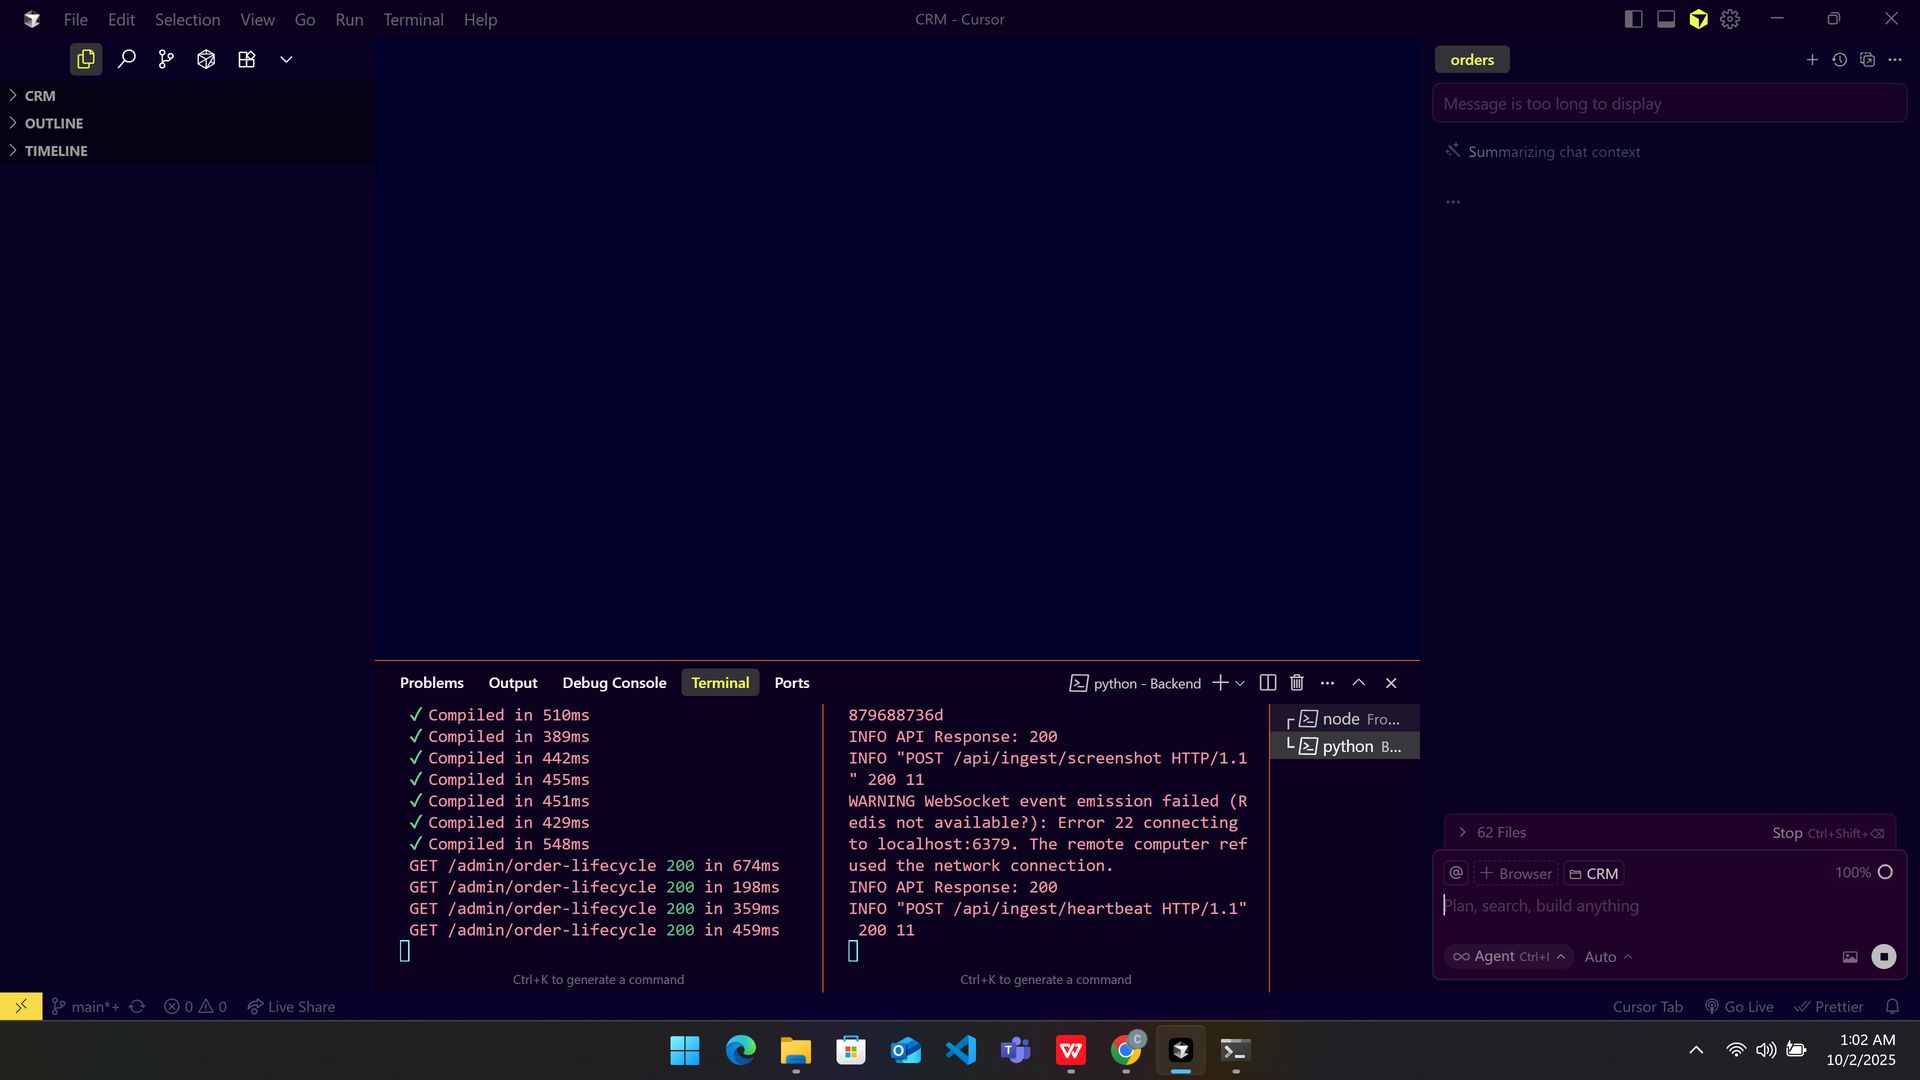 File Edit Selection View Go Run Terminal Help
CRM - Cursor
CRM
OUTLINE
TIMELINE
orders
Message is too long to display
Summarizing chat context
...
Problems Output Debug Console Terminal Ports
python - Backend
✓ Compiled in 510ms
✓ Compiled in 389ms
✓ Compiled in 442ms
✓ Compiled in 455ms
✓ Compiled in 451ms
✓ Compiled in 429ms
✓ Compiled in 548ms
GET /admin/order-lifecycle 200 in 674ms
GET /admin/order-lifecycle 200 in 198ms
GET /admin/order-lifecycle 200 in 359ms
GET /admin/order-lifecycle 200 in 459ms
Ctrl+K to generate a command
879688736d
INFO API Response: 200
INFO "POST /api/ingest/screenshot HTTP/1.1
" 200 11
WARNING WebSocket event emission failed (R
edis not available?): Error 22 connecting
to localhost:6379. The remote computer ref
used the network connection.
INFO API Response: 200
INFO "POST /api/ingest/heartbeat HTTP/1.1"
200 11
Ctrl+K to generate a command
node Fro...
python B...
62 Files
Stop Ctrl+Shift+⌫
@ + Browser CRM 100%
Plan, search, build anything
Agent Ctrl+I Auto
main*+ 0 0 Live Share
Cursor Tab Go Live Prettier
C
1:02 AM
10/2/2025